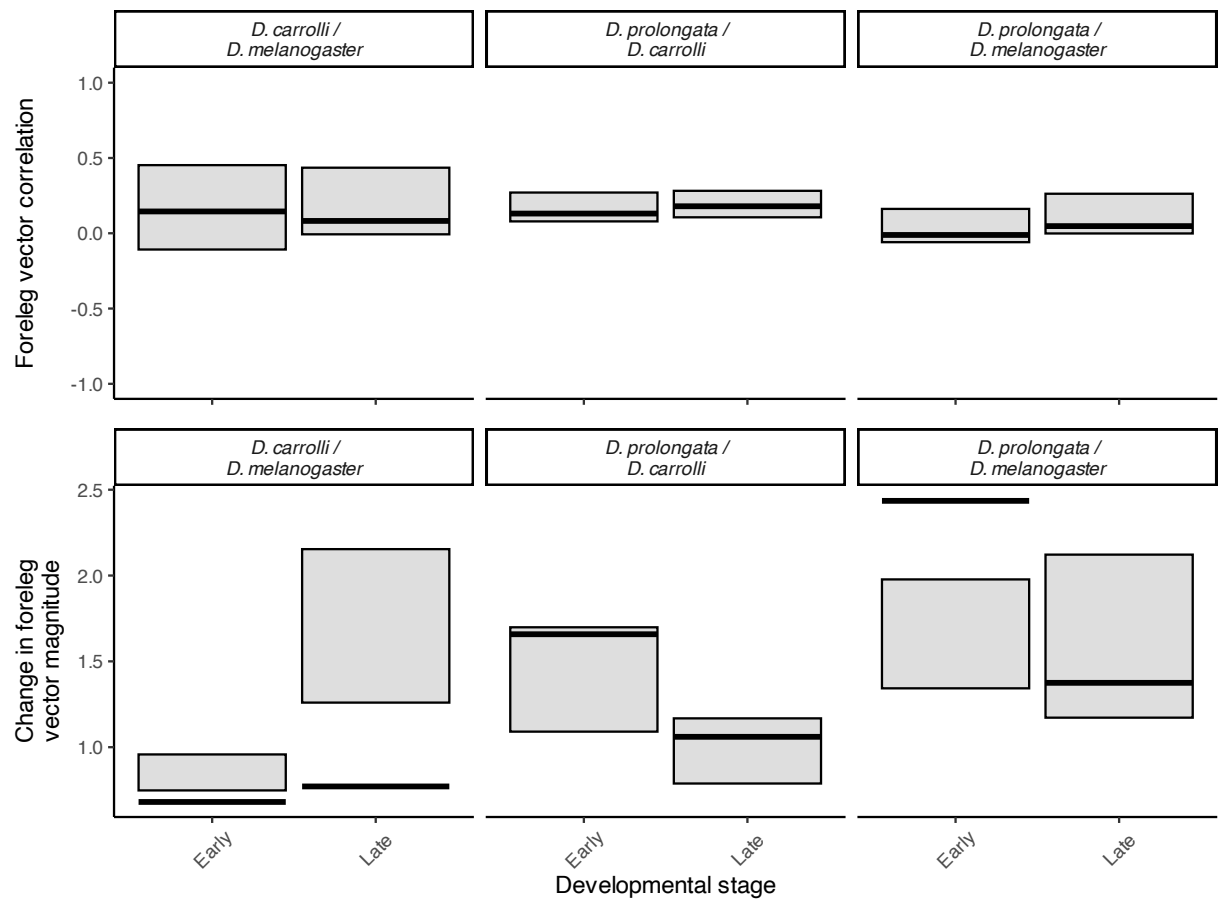 D. carrolli /
D. melanogaster
D. prolongata /
D. carrolli
D. prolongata /
D. melanogaster
Foreleg vector correlation
1.0
0.5
0.0
-0.5
-1.0
D. carrolli /
D. melanogaster
D. prolongata /
D. carrolli
D. prolongata /
D. melanogaster
Change in foreleg
vector magnitude
2.5
2.0
1.5
1.0
Early
Late
Early
Late
Early
Late
Developmental stage